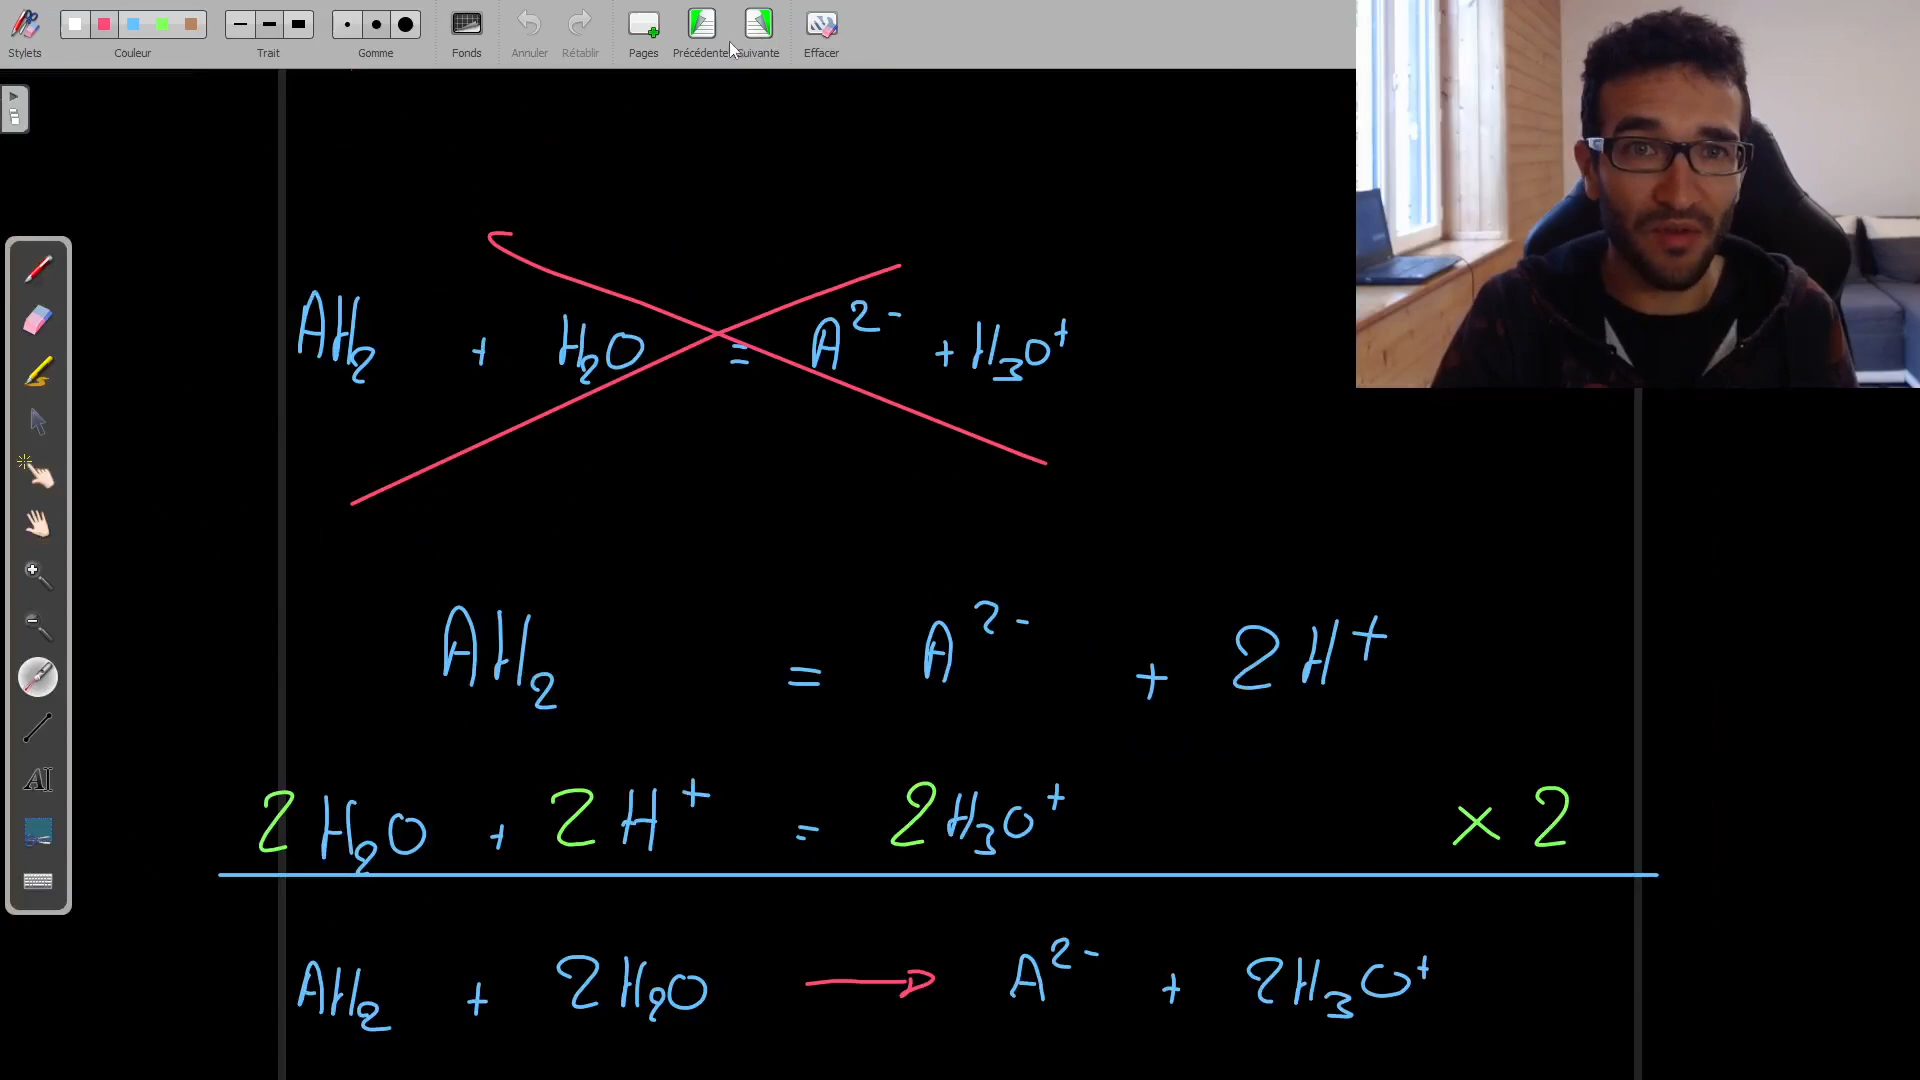 Stylets Couleur Trait Gomme Fonds Annuler Rétablir Pages Précédente Suivante Effacer
AH₂ + H₂O = A²⁻ + H₃O⁺
AH₂ = A²⁻ + 2H⁺
2H₂O + 2H⁺ = 2H₃O⁺ × 2
AH₂ + 2H₂O → A²⁻ + 2H₃O⁺
AI